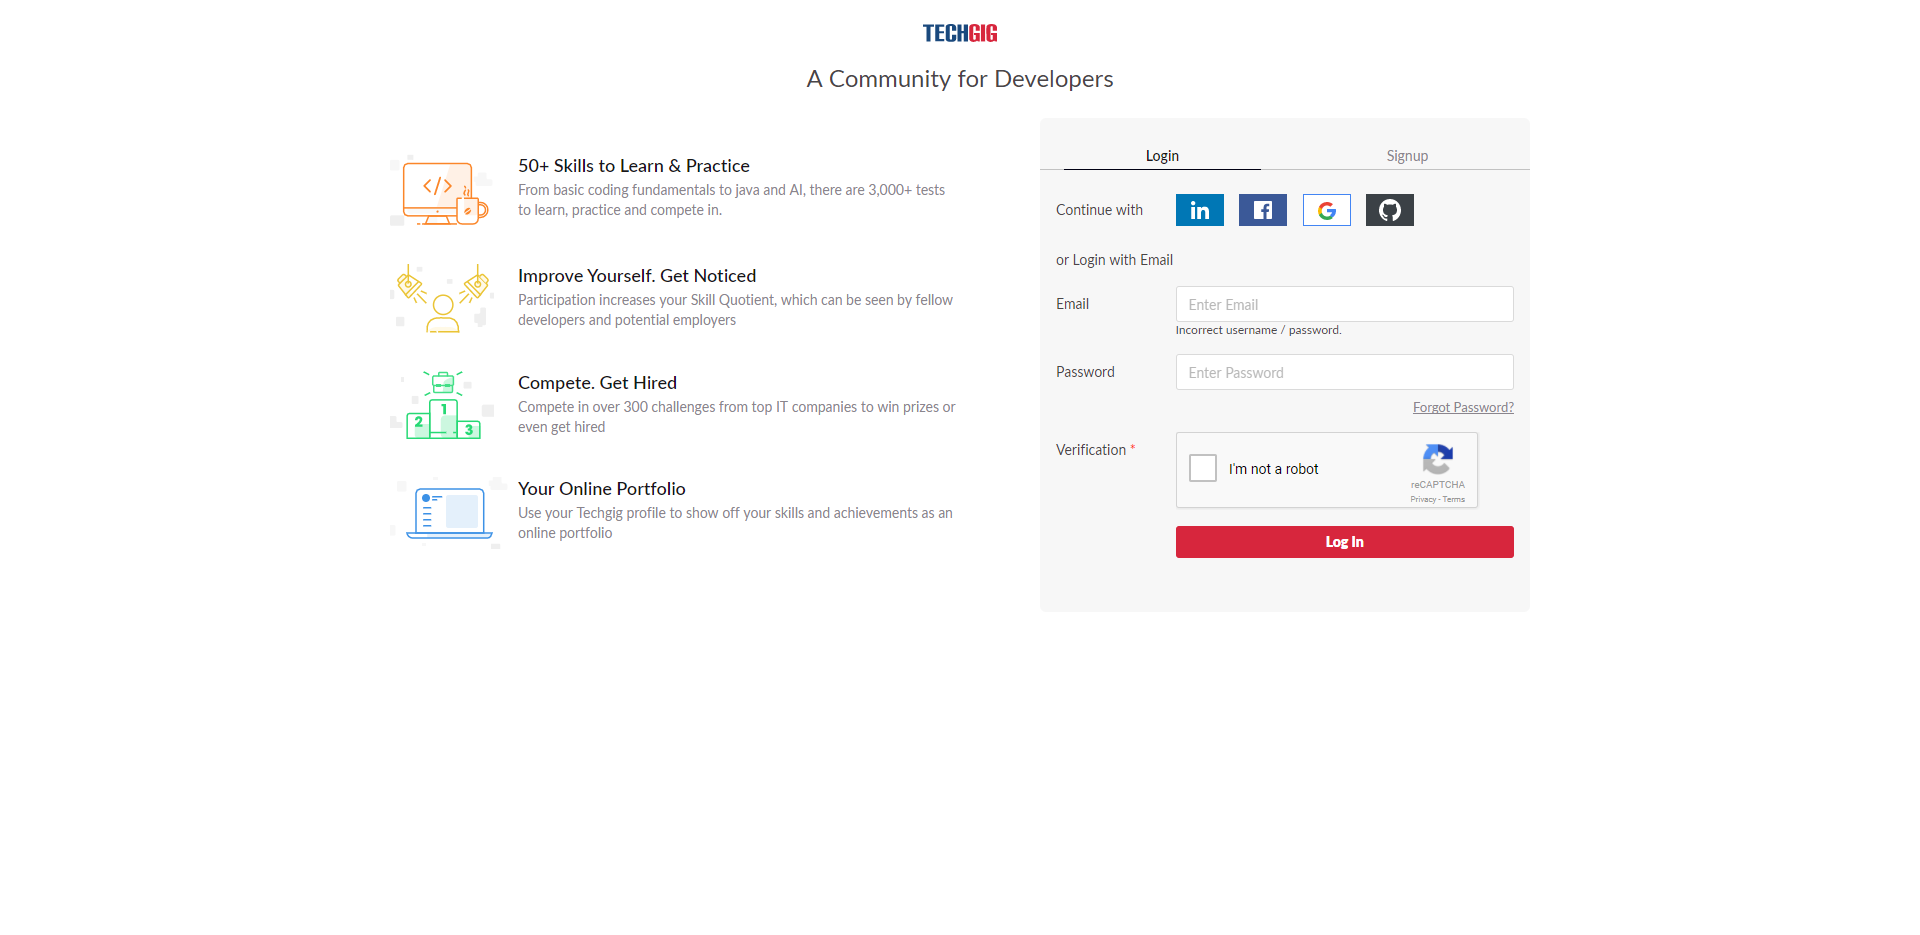 TECHGIG
A Community for Developers
50+ Skills to Learn & Practice
From basic coding fundamentals to java and AI, there are 3,000+ tests
to learn, practice and compete in.
Improve Yourself. Get Noticed
Participation increases your Skill Quotient, which can be seen by fellow
developers and potential employers
1
2
3
Compete. Get Hired
Compete in over 300 challenges from top IT companies to win prizes or
even get hired
Your Online Portfolio
Use your Techgig profile to show off your skills and achievements as an
online portfolio
Login Signup
Continue with
or Login with Email
Email Enter Email
Incorrect username / password.
Password Enter Password
Forgot Password?
Verification *
I'm not a robot
reCAPTCHA
Privacy - Terms
Log In